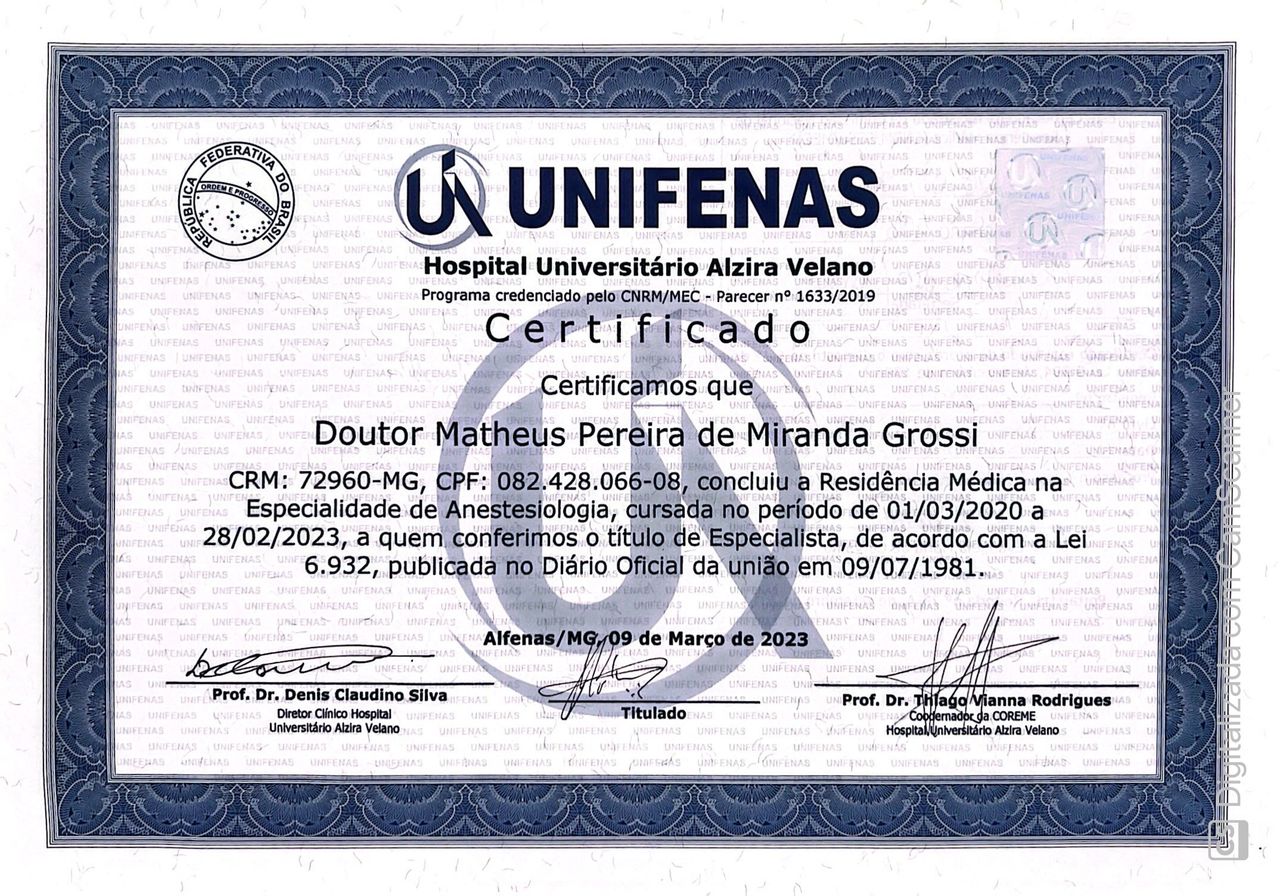 REPÚBLICA FEDERATIVA DO BRASIL
ORDEM E PROGRESSO
UNIFENAS
Hospital Universitário Alzira Velano
Programa credenciado pelo CNRM/MEC - Parecer nº 1633/2019
Certificado
Certificamos que
Doutor Matheus Pereira de Miranda Grossi
CRM: 72960-MG, CPF: 082.428.066-08, concluiu a Residência Médica na
Especialidade de Anestesiologia, cursada no período de 01/03/2020 a
28/02/2023, a quem conferimos o título de Especialista, de acordo com a Lei
6.932, publicada no Diário Oficial da união em 09/07/1981.
Alfenas/MG, 09 de Março de 2023
Prof. Dr. Denis Claudino Silva
Diretor Clínico Hospital
Universitário Alzira Velano
Titulado
Prof. Dr. Thiago Vianna Rodrigues
Coodernador da COREME
Hospital Universitário Alzira Velano
Digitalizada com CamScanner